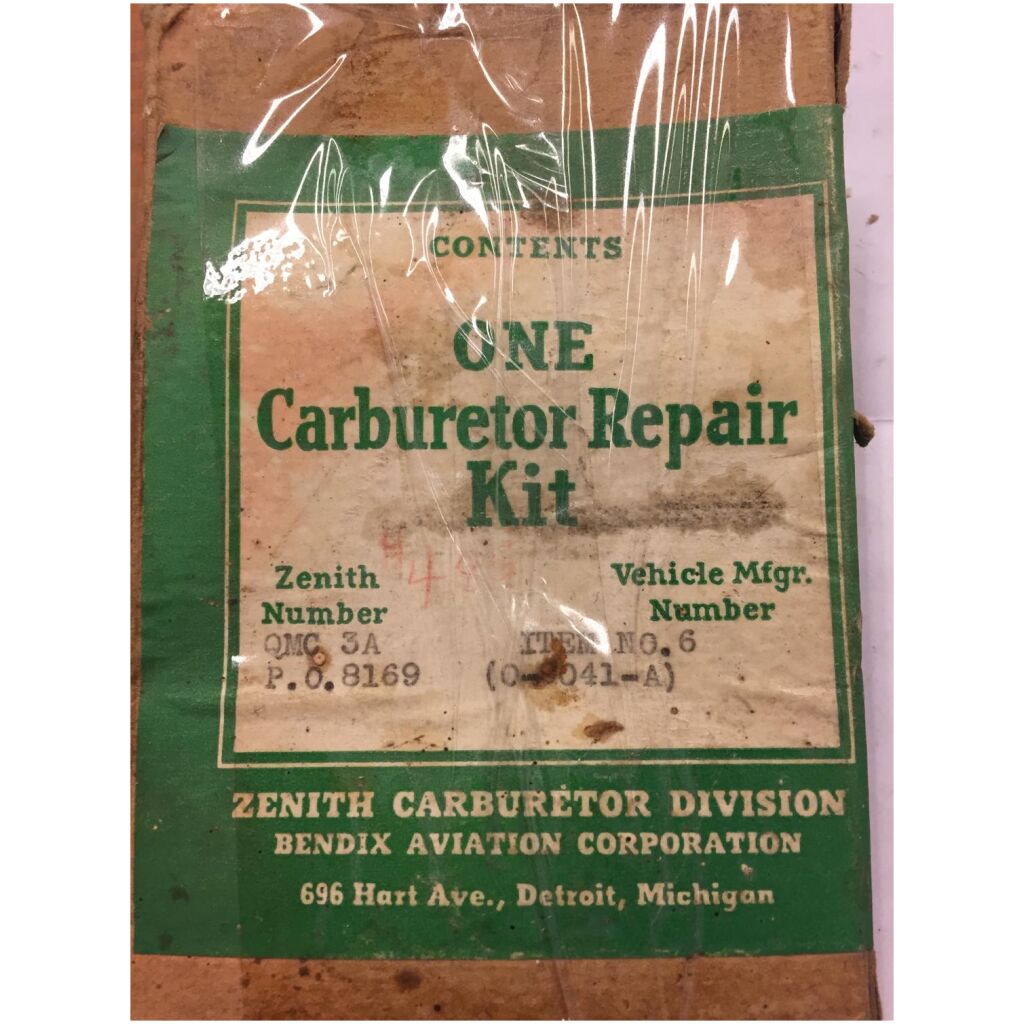 CONTENTS
ONE
Carburetor Repair
Kit
Zenith
Number
Vehicle Mfgr.
Number
QMC 3A
ITEM NO.6
P.O.8169
ZENITH CARBURETOR DIVISION
BENDIX AVIATION CORPORATION
696 Hart Ave., Detroit, Michigan